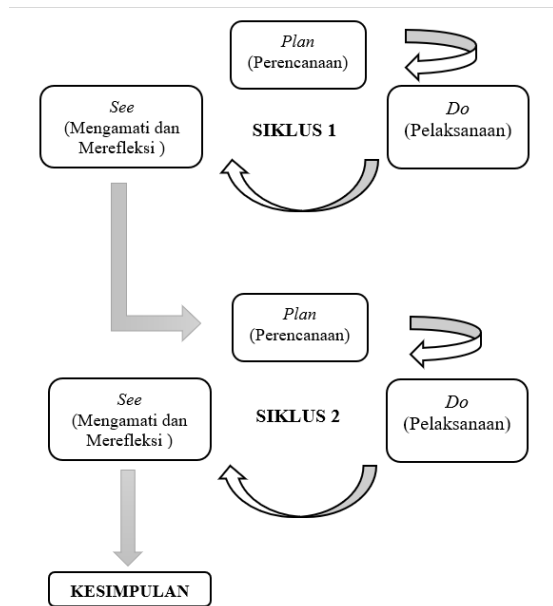 Plan
(Perencanaan)
See
(Mengamati dan
Merefleksi )
SIKLUS 1
Do
(Pelaksanaan)
Plan
(Perencanaan)
See
(Mengamati dan
Merefleksi )
SIKLUS 2
Do
(Pelaksanaan)
KESIMPULAN